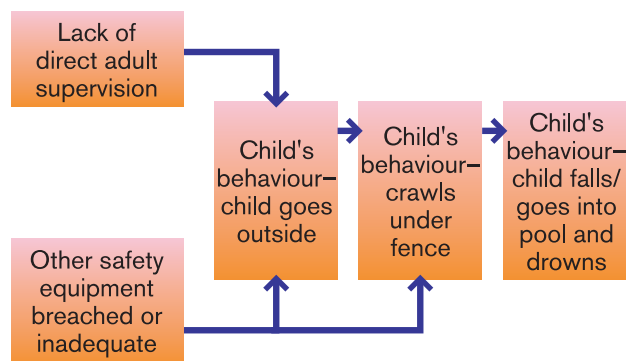 Lack of
direct adult
supervision
Child's
behaviour–
child goes
outside
Child's
behaviour–
crawls
under
fence
Child's
behaviour–
child falls/
goes into
pool and
drowns
Other safety
equipment
breached or
inadequate